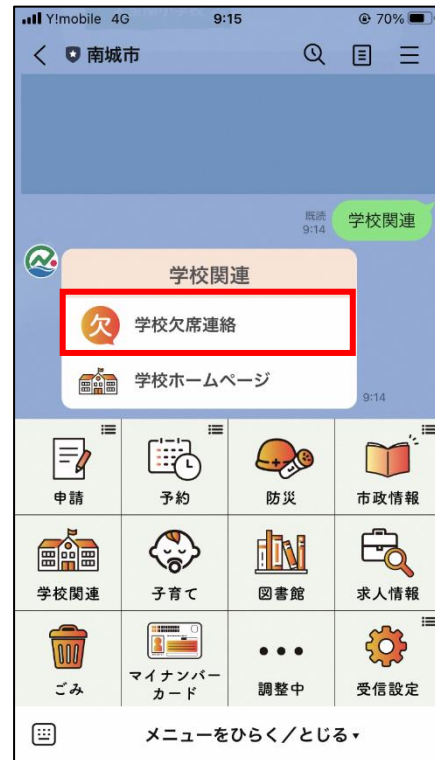 Y!mobile 4G 9:15 70%
南城市
既読
9:14
学校関連
学校関連
欠 学校欠席連絡
学校ホームページ
9:14
申請 予約 防災 市政情報
学校関連 子育て 図書館 求人情報
ごみ マイナンバー
カード 調整中 受信設定
メニューをひらく/とじる▾